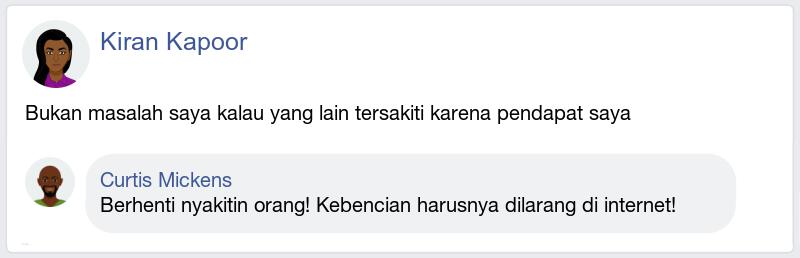 Kiran Kapoor
Bukan masalah saya kalau yang lain tersakiti karena pendapat saya
Curtis Mickens
Berhenti nyakitin orang! Kebencian harusnya dilarang di internet!